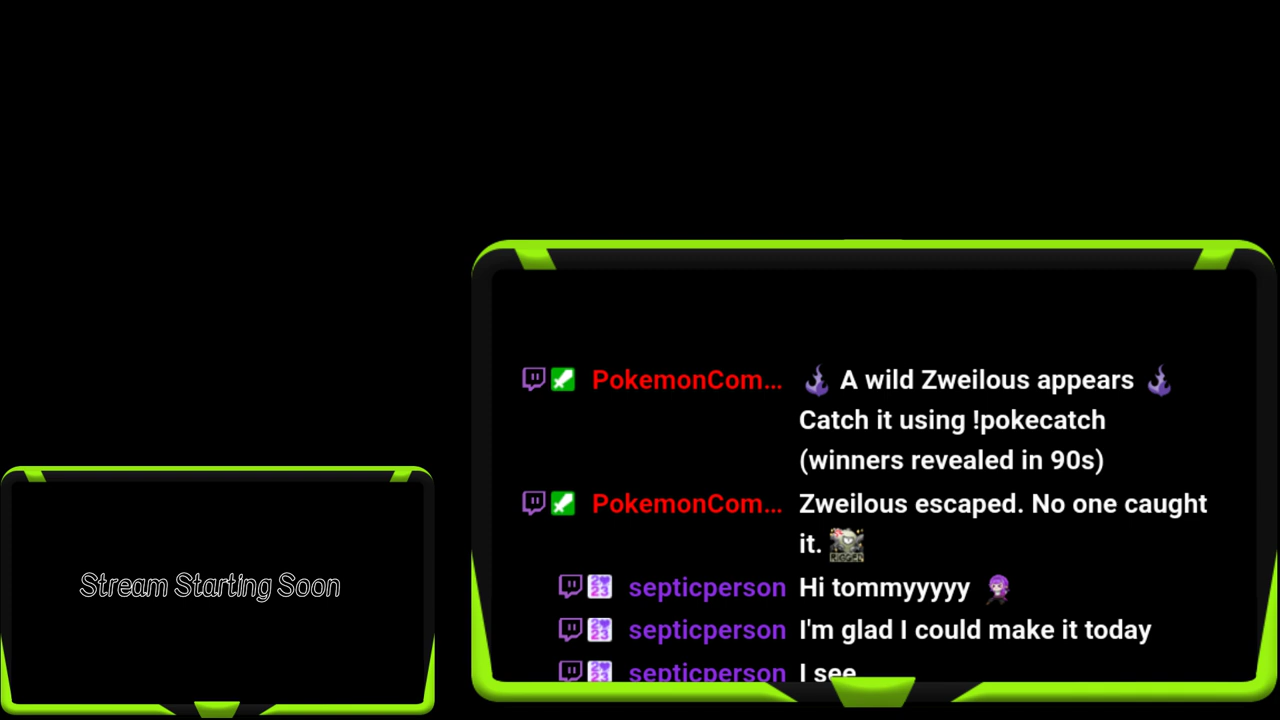 PokemonCom... A wild Zweilous appears
Catch it using !pokecatch
(winners revealed in 90s)
PokemonCom... Zweilous escaped. No one caught
it.
septicperson Hi tommyyyyy
septicperson I'm glad I could make it today
septicperson I see
Stream Starting Soon